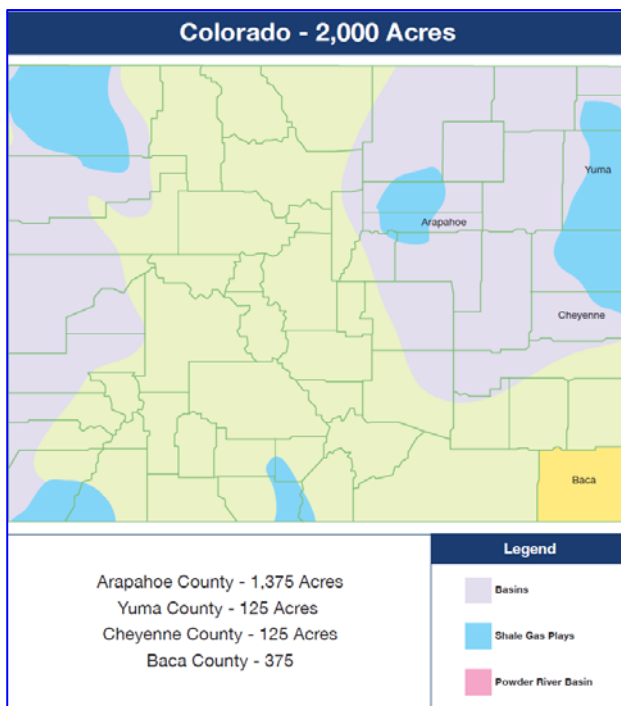 Colorado - 2,000 Acres
Yuma
Arapahoe
Cheyenne
Baca
Arapahoe County - 1,375 Acres
Yuma County - 125 Acres
Cheyenne County - 125 Acres
Baca County - 375
Legend
Basins
Shale Gas Plays
Powder River Basin